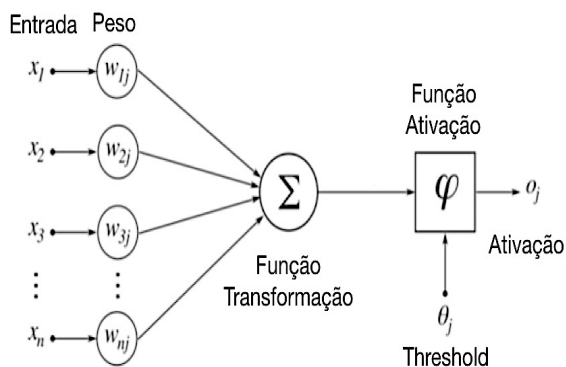 Entrada Peso
x1 w1j
x2 w2j
x3 w3j
⋮ ⋮
xn wnj
Σ
Função
Transformação
Função
Ativação
φ
oj
Ativação
θj
Threshold